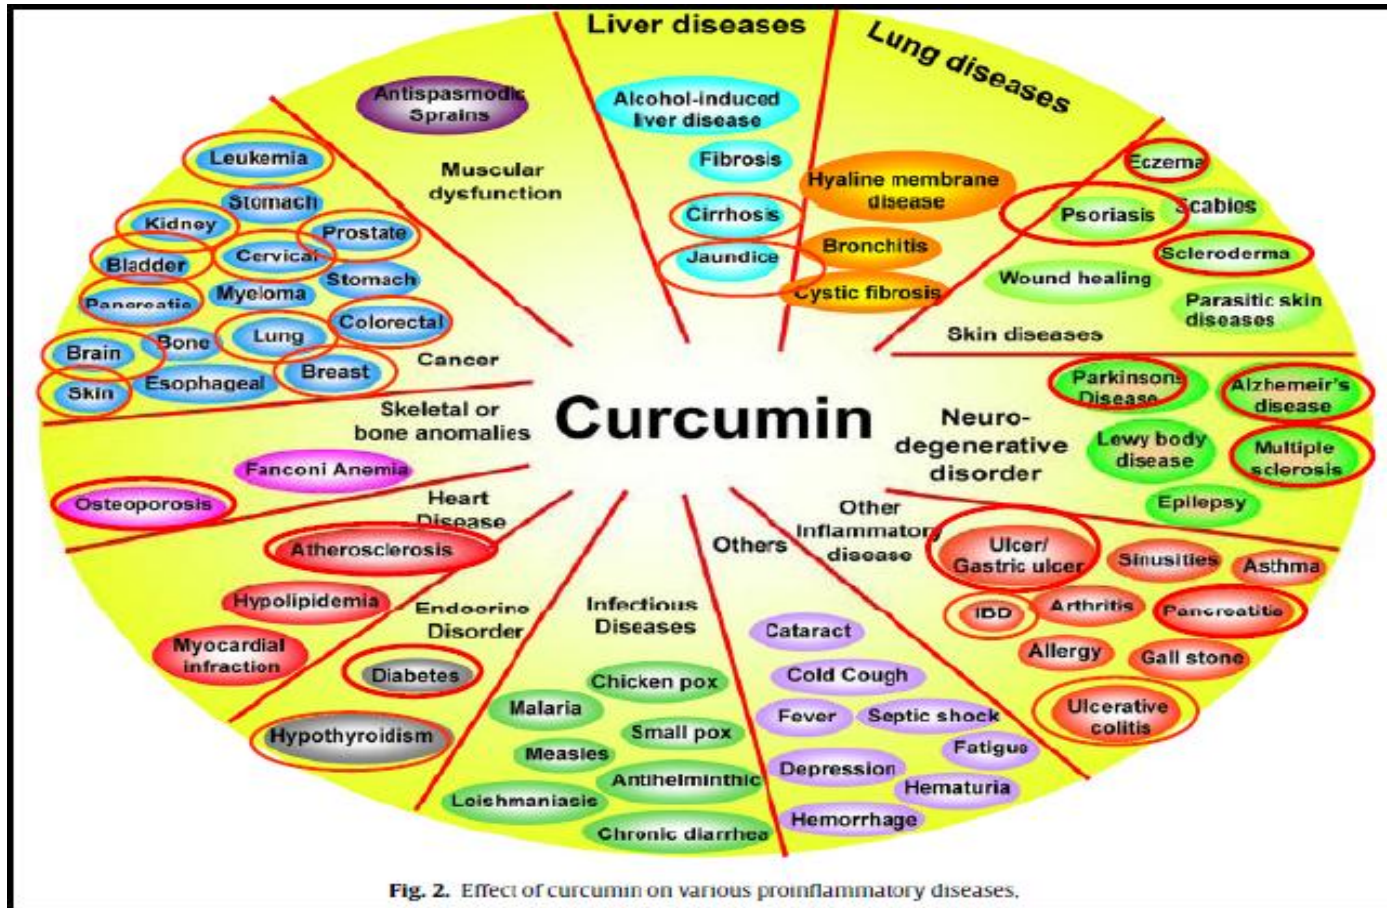 Liver diseases
Lung diseases
Antispasmodic
Sprains
Muscular
dysfunction
Alcohol-induced
liver disease
Fibrosis
Cirrhosis
Jaundice
Hyaline membrane
disease
Bronchitis
Cystic fibrosis
Eczema
Psoriasis
Scabies
Scleroderma
Wound healing
Parasitic skin
diseases
Skin diseases
Leukemia
Stomach
Kidney
Prostate
Cervical
Bladder
Stomach
Myeloma
Pancreatic
Colorectal
Lung
Bone
Brain
Cancer
Breast
Esophageal
Skin
Skeletal or
bone anomalies
Fanconi Anemia
Osteoporosis
Curcumin
Parkinsons
Disease
Alzhemeir's
disease
Neuro-
degenerative
disorder
Lewy body
disease
Multiple
sclerosis
Epilepsy
Heart
Disease
Atherosclerosis
Hypolipidemia
Myocardial
infraction
Endocrine
Disorder
Diabetes
Hypothyroidism
Infectious
Diseases
Chicken pox
Malaria
Small pox
Measles
Antihelminthic
Leishmaniasis
Chronic diarrhea
Others
Cataract
Cold Cough
Fever
Septic shock
Fatigue
Depression
Hematuria
Hemorrhage
Other
Inflammatory
disease
Ulcer/
Gastric ulcer
Sinusities
Asthma
IBD
Arthritis
Pancreatitis
Allergy
Gall stone
Ulcerative
colitis
Fig. 2. Effect of curcumin on various proinflammatory diseases.